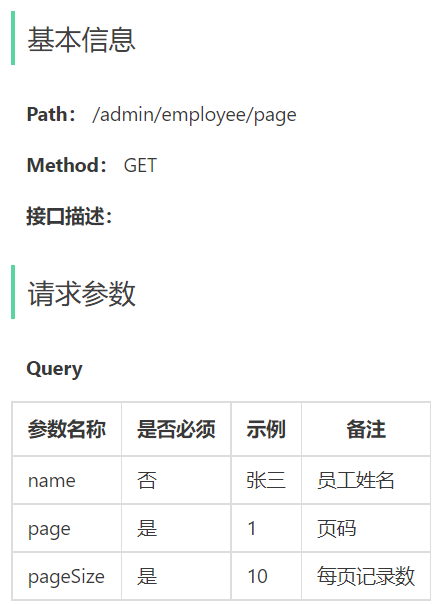 基本信息
Path： /admin/employee/page
Method： GET
接口描述：
请求参数
Query
参数名称 是否必须 示例 备注
name 否 张三 员工姓名
page 是 1 页码
pageSize 是 10 每页记录数